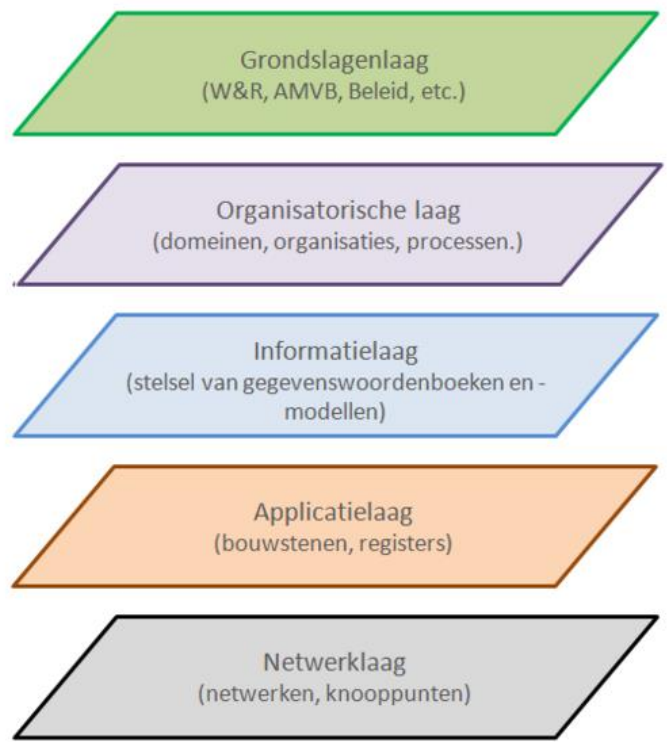 Grondslagenlaag
(W&R, AMVB, Beleid, etc.)
Organisatorische laag
(domeinen, organisaties, processen.)
Informatielaag
(stelsel van gegevenswoordenboeken en -
modellen)
Applicatielaag
(bouwstenen, registers)
Netwerklaag
(netwerken, knooppunten)